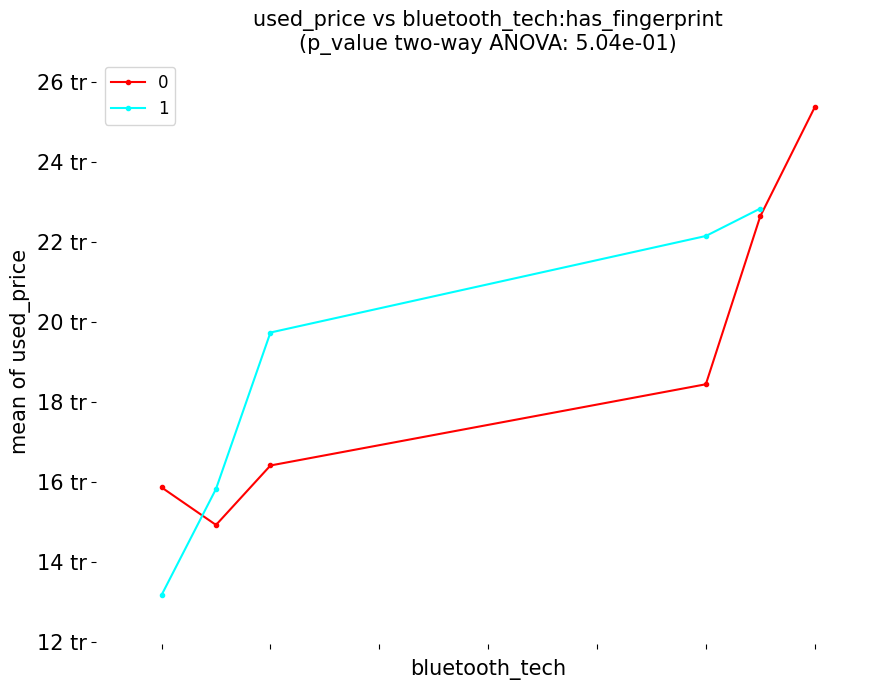 used_price vs bluetooth_tech:has_fingerprint
(p_value two-way ANOVA: 5.04e-01)
0
1
26 tr
24 tr
22 tr
20 tr
18 tr
16 tr
14 tr
12 tr
mean of used_price
bluetooth_tech